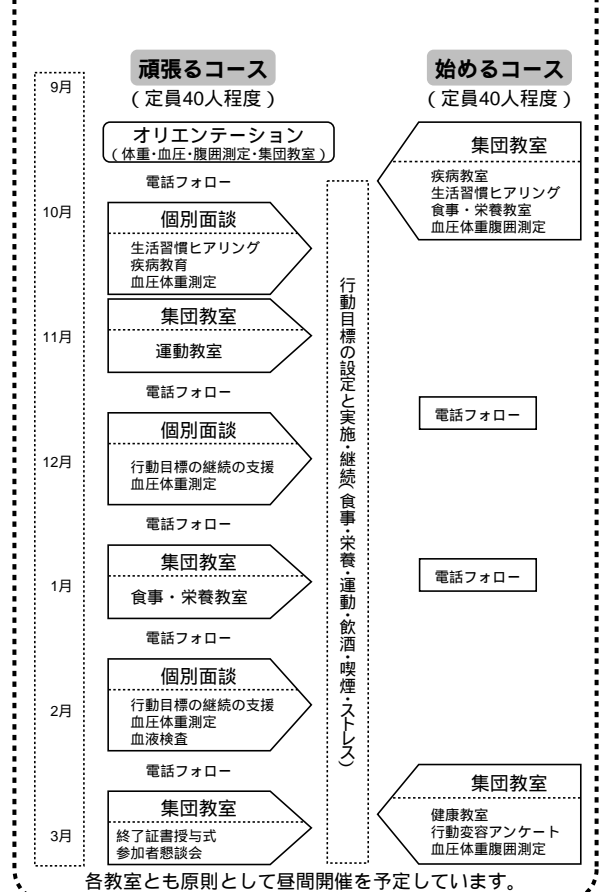 頑張るコース
（定員40人程度）
始めるコース
（定員40人程度）
9月
10月
11月
12月
1月
2月
3月
オリエンテーション
（体重・血圧・腹囲測定・集団教室）
電話フォロー
個別面談
生活習慣ヒアリング
疾病教育
血圧体重測定
集団教室
運動教室
電話フォロー
個別面談
行動目標の継続の支援
血圧体重測定
電話フォロー
集団教室
食事・栄養教室
電話フォロー
個別面談
行動目標の継続の支援
血圧体重測定
血液検査
電話フォロー
集団教室
終了証書授与式
参加者懇談会
行動目標の設定と実施・継続（食事・栄養・運動・飲酒・喫煙・ストレス）
集団教室
疾病教室
生活習慣ヒアリング
食事・栄養教室
血圧体重腹囲測定
電話フォロー
電話フォロー
集団教室
健康教室
行動変容アンケート
血圧体重腹囲測定
各教室とも原則として昼間開催を予定しています。